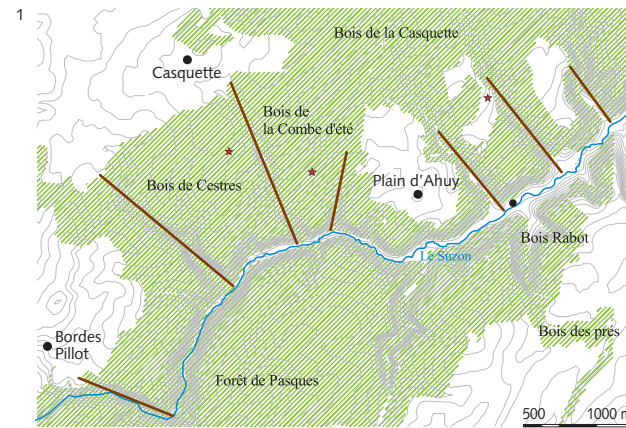 1
Bois de la Casquette
Casquette
Bois de
la Combe d'été
Bois de Cestres
Plain d'Ahuy
Bois Rabot
Le Suzon
Bordes
Pillot
Bois des prés
Forêt de Pasques
500 1000 m